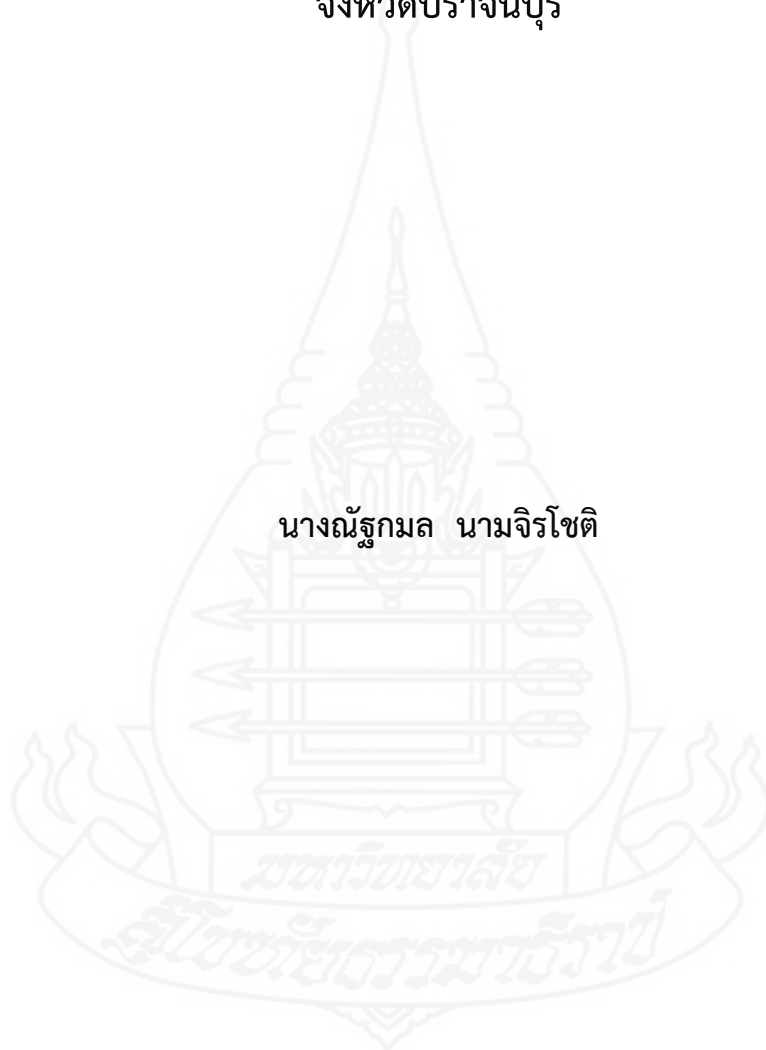 จังหวัดปราจีนบุรี
นางณัฐกมล  นามจิรโชติ
มหาวิทยาลัย
สุโขทัยธรรมาธิราช